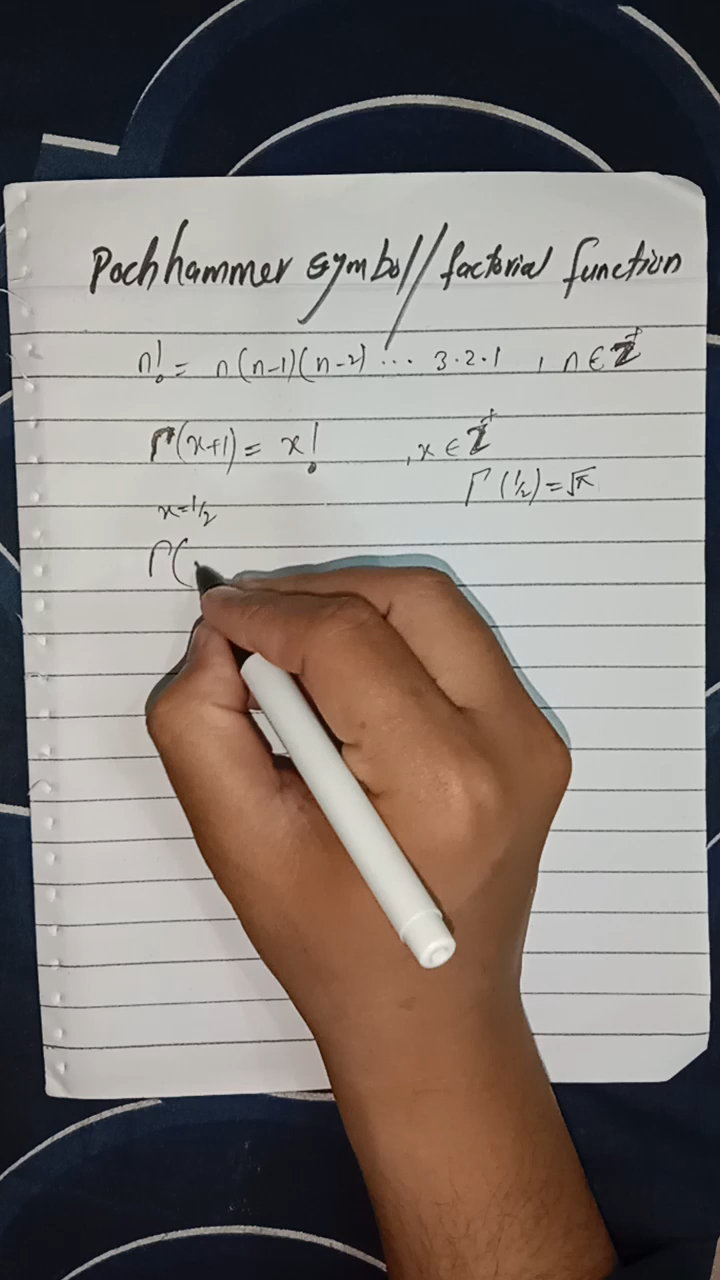 Pochhammer symbol // factorial function
n! = n(n-1)(n-2) ... 3.2.1 , n ∈ Z⁺
Γ(x+1) = x! , x ∈ Z⁺
Γ(1/2) = √π
x=1/2
Γ(